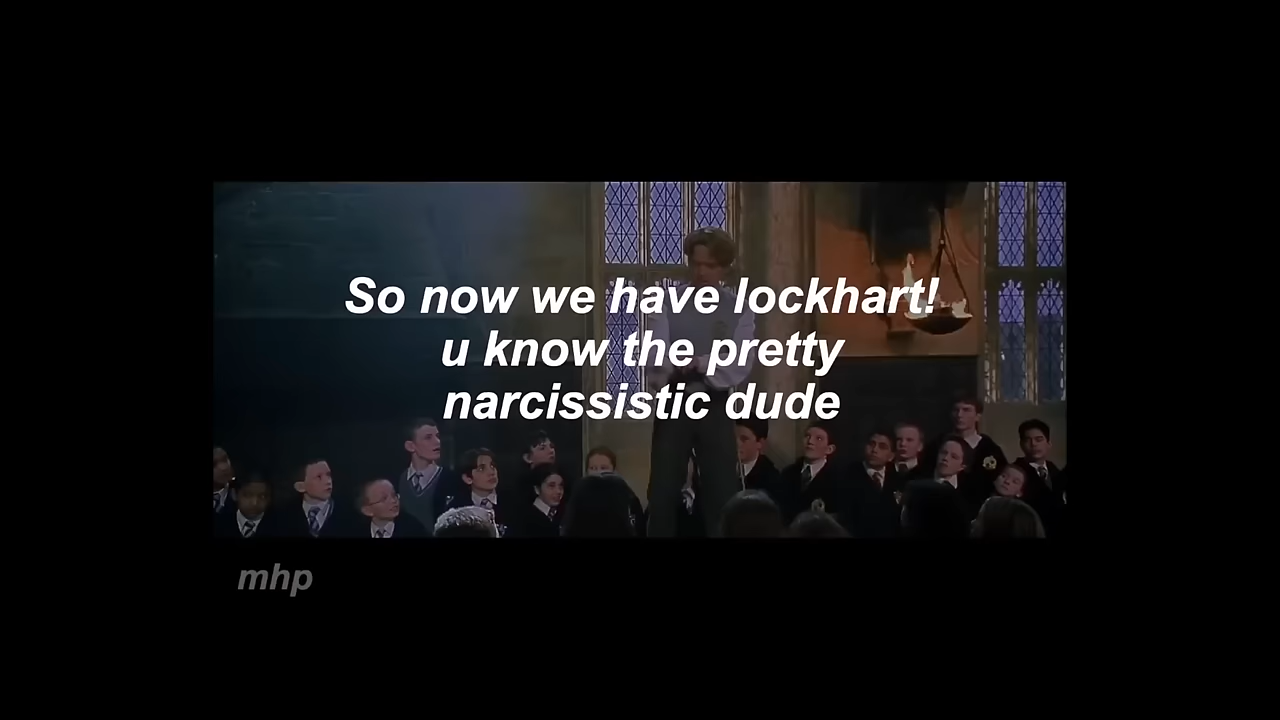 So now we have lockhart!
u know the pretty
narcissistic dude
mhp